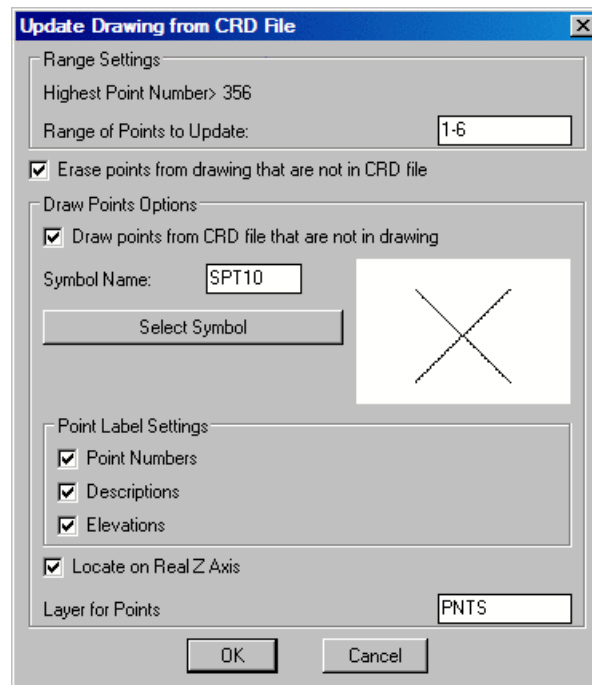 Update Drawing from CRD File
Range Settings
Highest Point Number> 356
Range of Points to Update: 1-6
Erase points from drawing that are not in CRD file
Draw Points Options
Draw points from CRD file that are not in drawing
Symbol Name: SPT10
Select Symbol
Point Label Settings
Point Numbers
Descriptions
Elevations
Locate on Real Z Axis
Layer for Points PNTS
OK Cancel